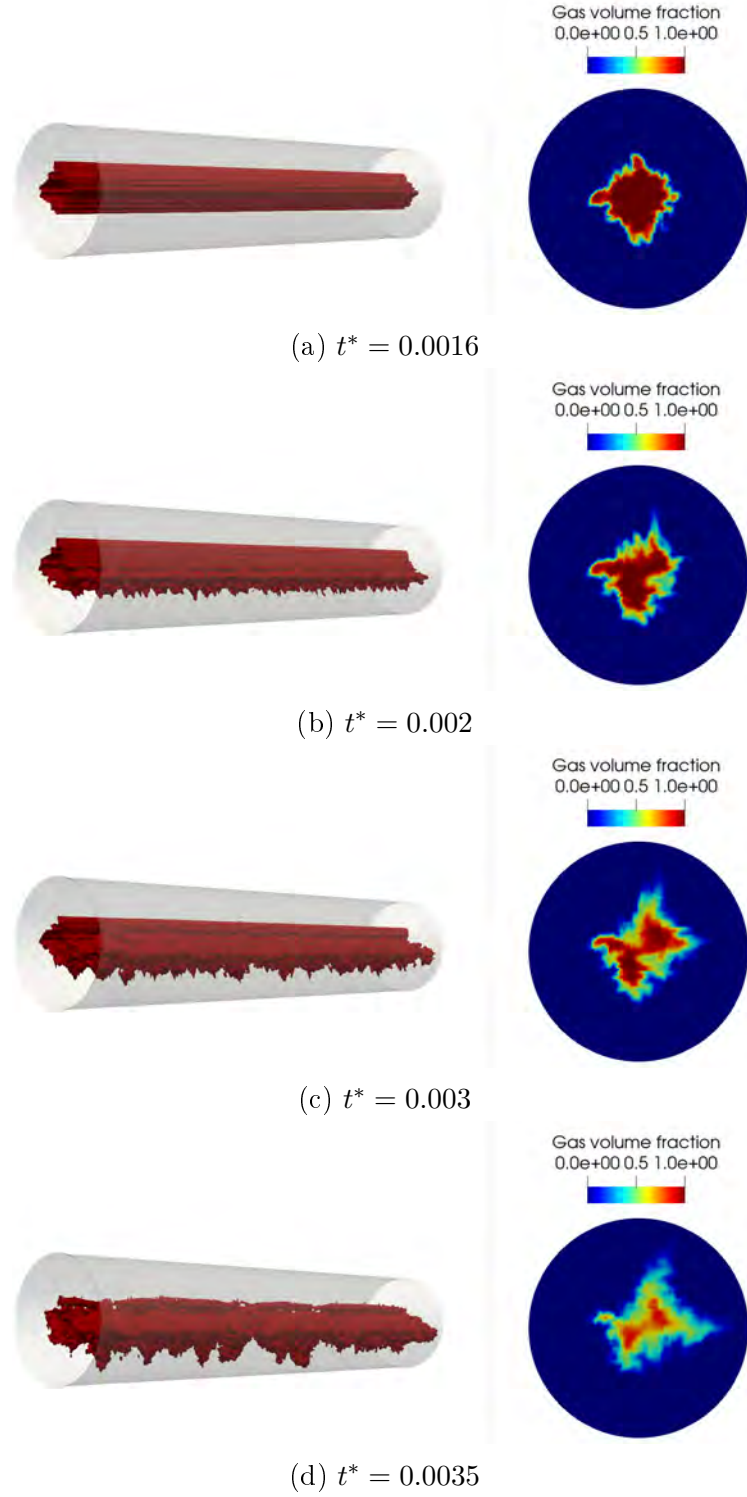 Gas volume fraction
0.0e+00 0.5 1.0e+00
(a) t* = 0.0016
Gas volume fraction
0.0e+00 0.5 1.0e+00
(b) t* = 0.002
Gas volume fraction
0.0e+00 0.5 1.0e+00
(c) t* = 0.003
Gas volume fraction
0.0e+00 0.5 1.0e+00
(d) t* = 0.0035